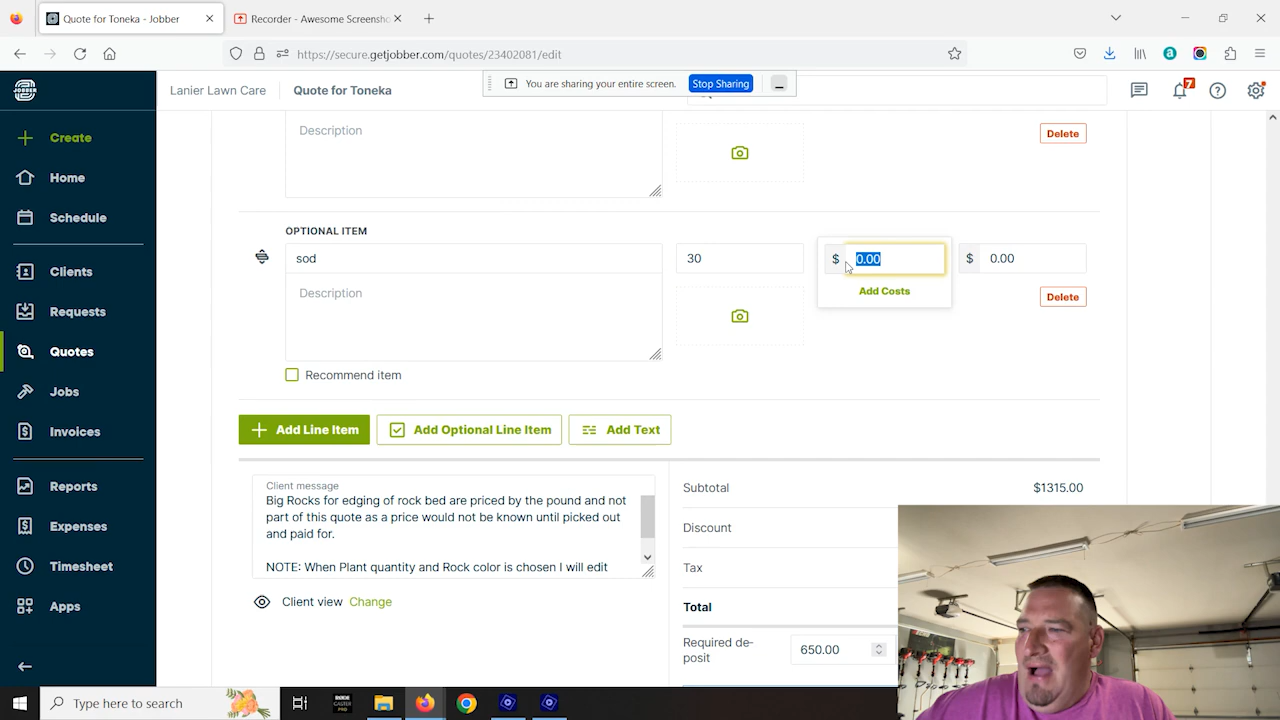 Quote for Toneka - Jobber
Recorder - Awesome Screensho
https://secure.getjobber.com/quotes/23402081/edit
JOBBER
Lanier Lawn Care
Quote for Toneka
You are sharing your entire screen.
Stop Sharing
7
Create
Home
Schedule
Clients
Requests
Quotes
Jobs
Invoices
Reports
Expenses
Timesheet
Apps
Description
Delete
OPTIONAL ITEM
sod
30
$ 0.00
$ 0.00
Add Costs
Description
Delete
Recommend item
Add Line Item
Add Optional Line Item
Add Text
Client message
Big Rocks for edging of rock bed are priced by the pound and not
part of this quote as a price would not be known until picked out
and paid for.
NOTE: When Plant quantity and Rock color is chosen I will edit
Client view Change
Subtotal
$1315.00
Discount
Tax
Total
Required de-
posit
650.00
Type here to search